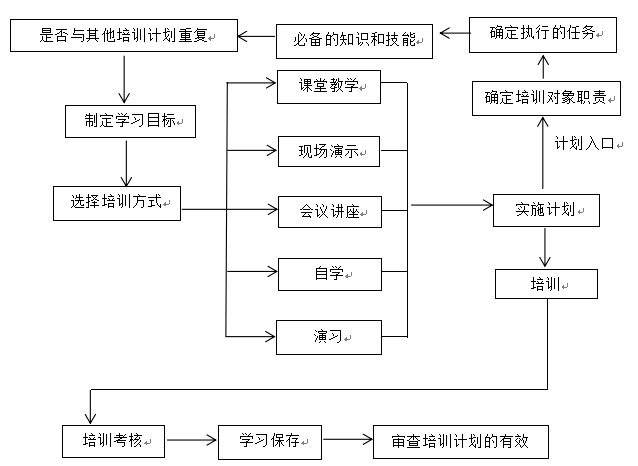 是否与其他培训计划重复
必备的知识和技能
确定执行的任务
课堂教学
确定培训对象职责
制定学习目标
计划入口
现场演示
选择培训方式
会议讲座
实施计划
自学
培训
演习
培训考核
学习保存
审查培训计划的有效